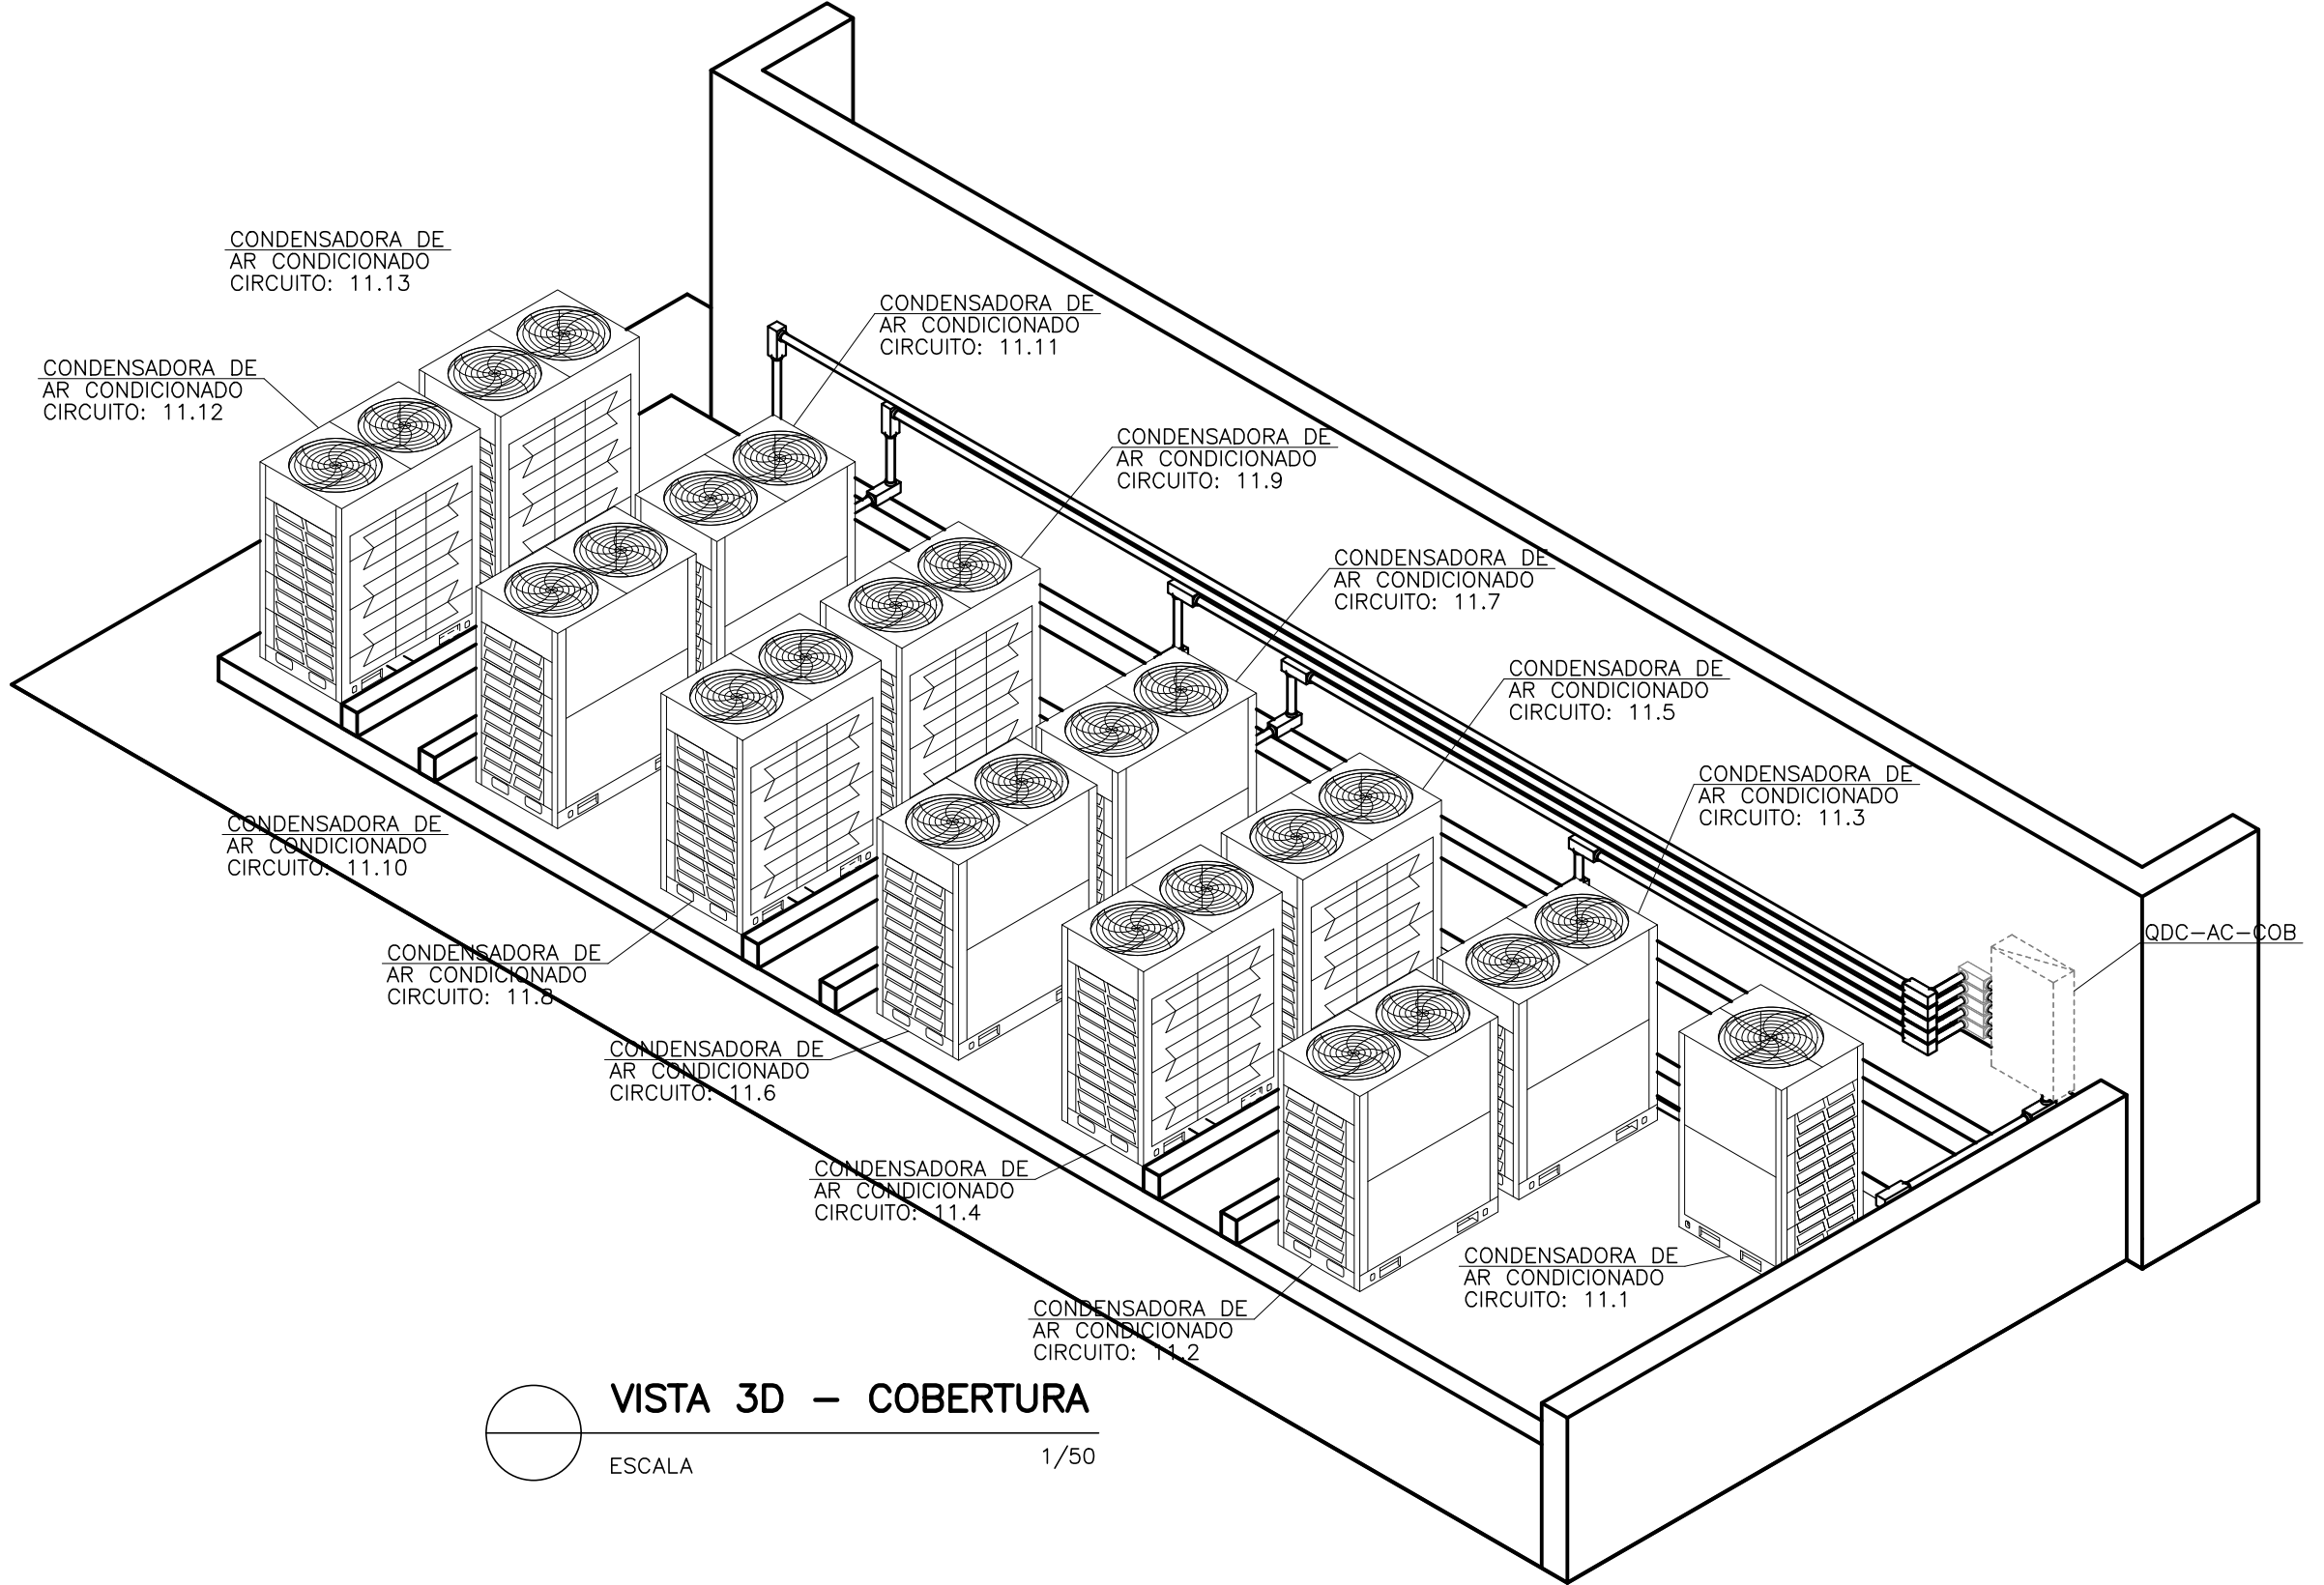 CONDENSADORA DE
AR CONDICIONADO
CIRCUITO: 11.13
CONDENSADORA DE
AR CONDICIONADO
CIRCUITO: 11.11
CONDENSADORA DE
AR CONDICIONADO
CIRCUITO: 11.12
CONDENSADORA DE
AR CONDICIONADO
CIRCUITO: 11.9
CONDENSADORA DE
AR CONDICIONADO
CIRCUITO: 11.7
CONDENSADORA DE
AR CONDICIONADO
CIRCUITO: 11.5
CONDENSADORA DE
AR CONDICIONADO
CIRCUITO: 11.3
CONDENSADORA DE
AR CONDICIONADO
CIRCUITO: 11.10
QDC-AC-COB
CONDENSADORA DE
AR CONDICIONADO
CIRCUITO: 11.8
CONDENSADORA DE
AR CONDICIONADO
CIRCUITO: 11.6
CONDENSADORA DE
AR CONDICIONADO
CIRCUITO: 11.4
CONDENSADORA DE
AR CONDICIONADO
CIRCUITO: 11.1
CONDENSADORA DE
AR CONDICIONADO
CIRCUITO: 11.2
VISTA 3D - COBERTURA
ESCALA 1/50